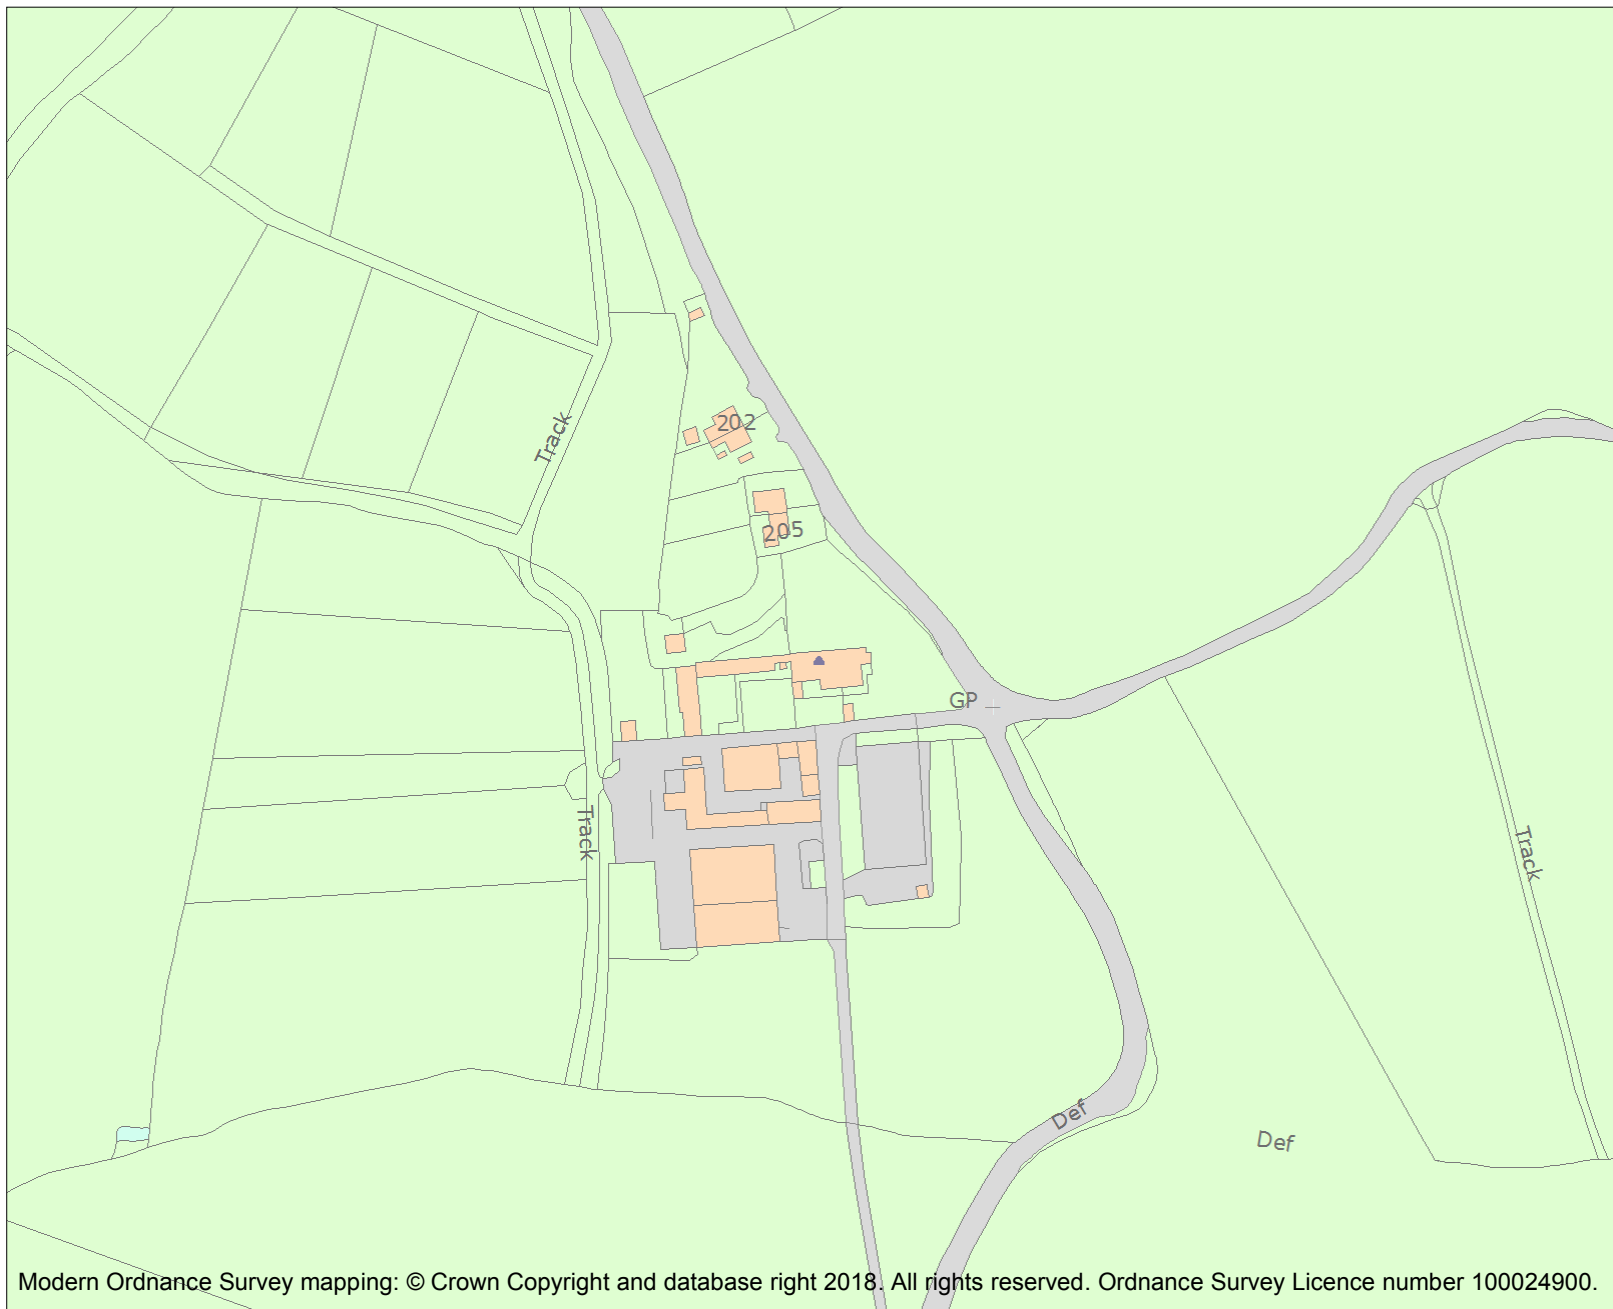 202
Track
205
GP
Track
Track
Def
Def
Modern Ordnance Survey mapping: © Crown Copyright and database right 2018. All rights reserved. Ordnance Survey Licence number 100024900.